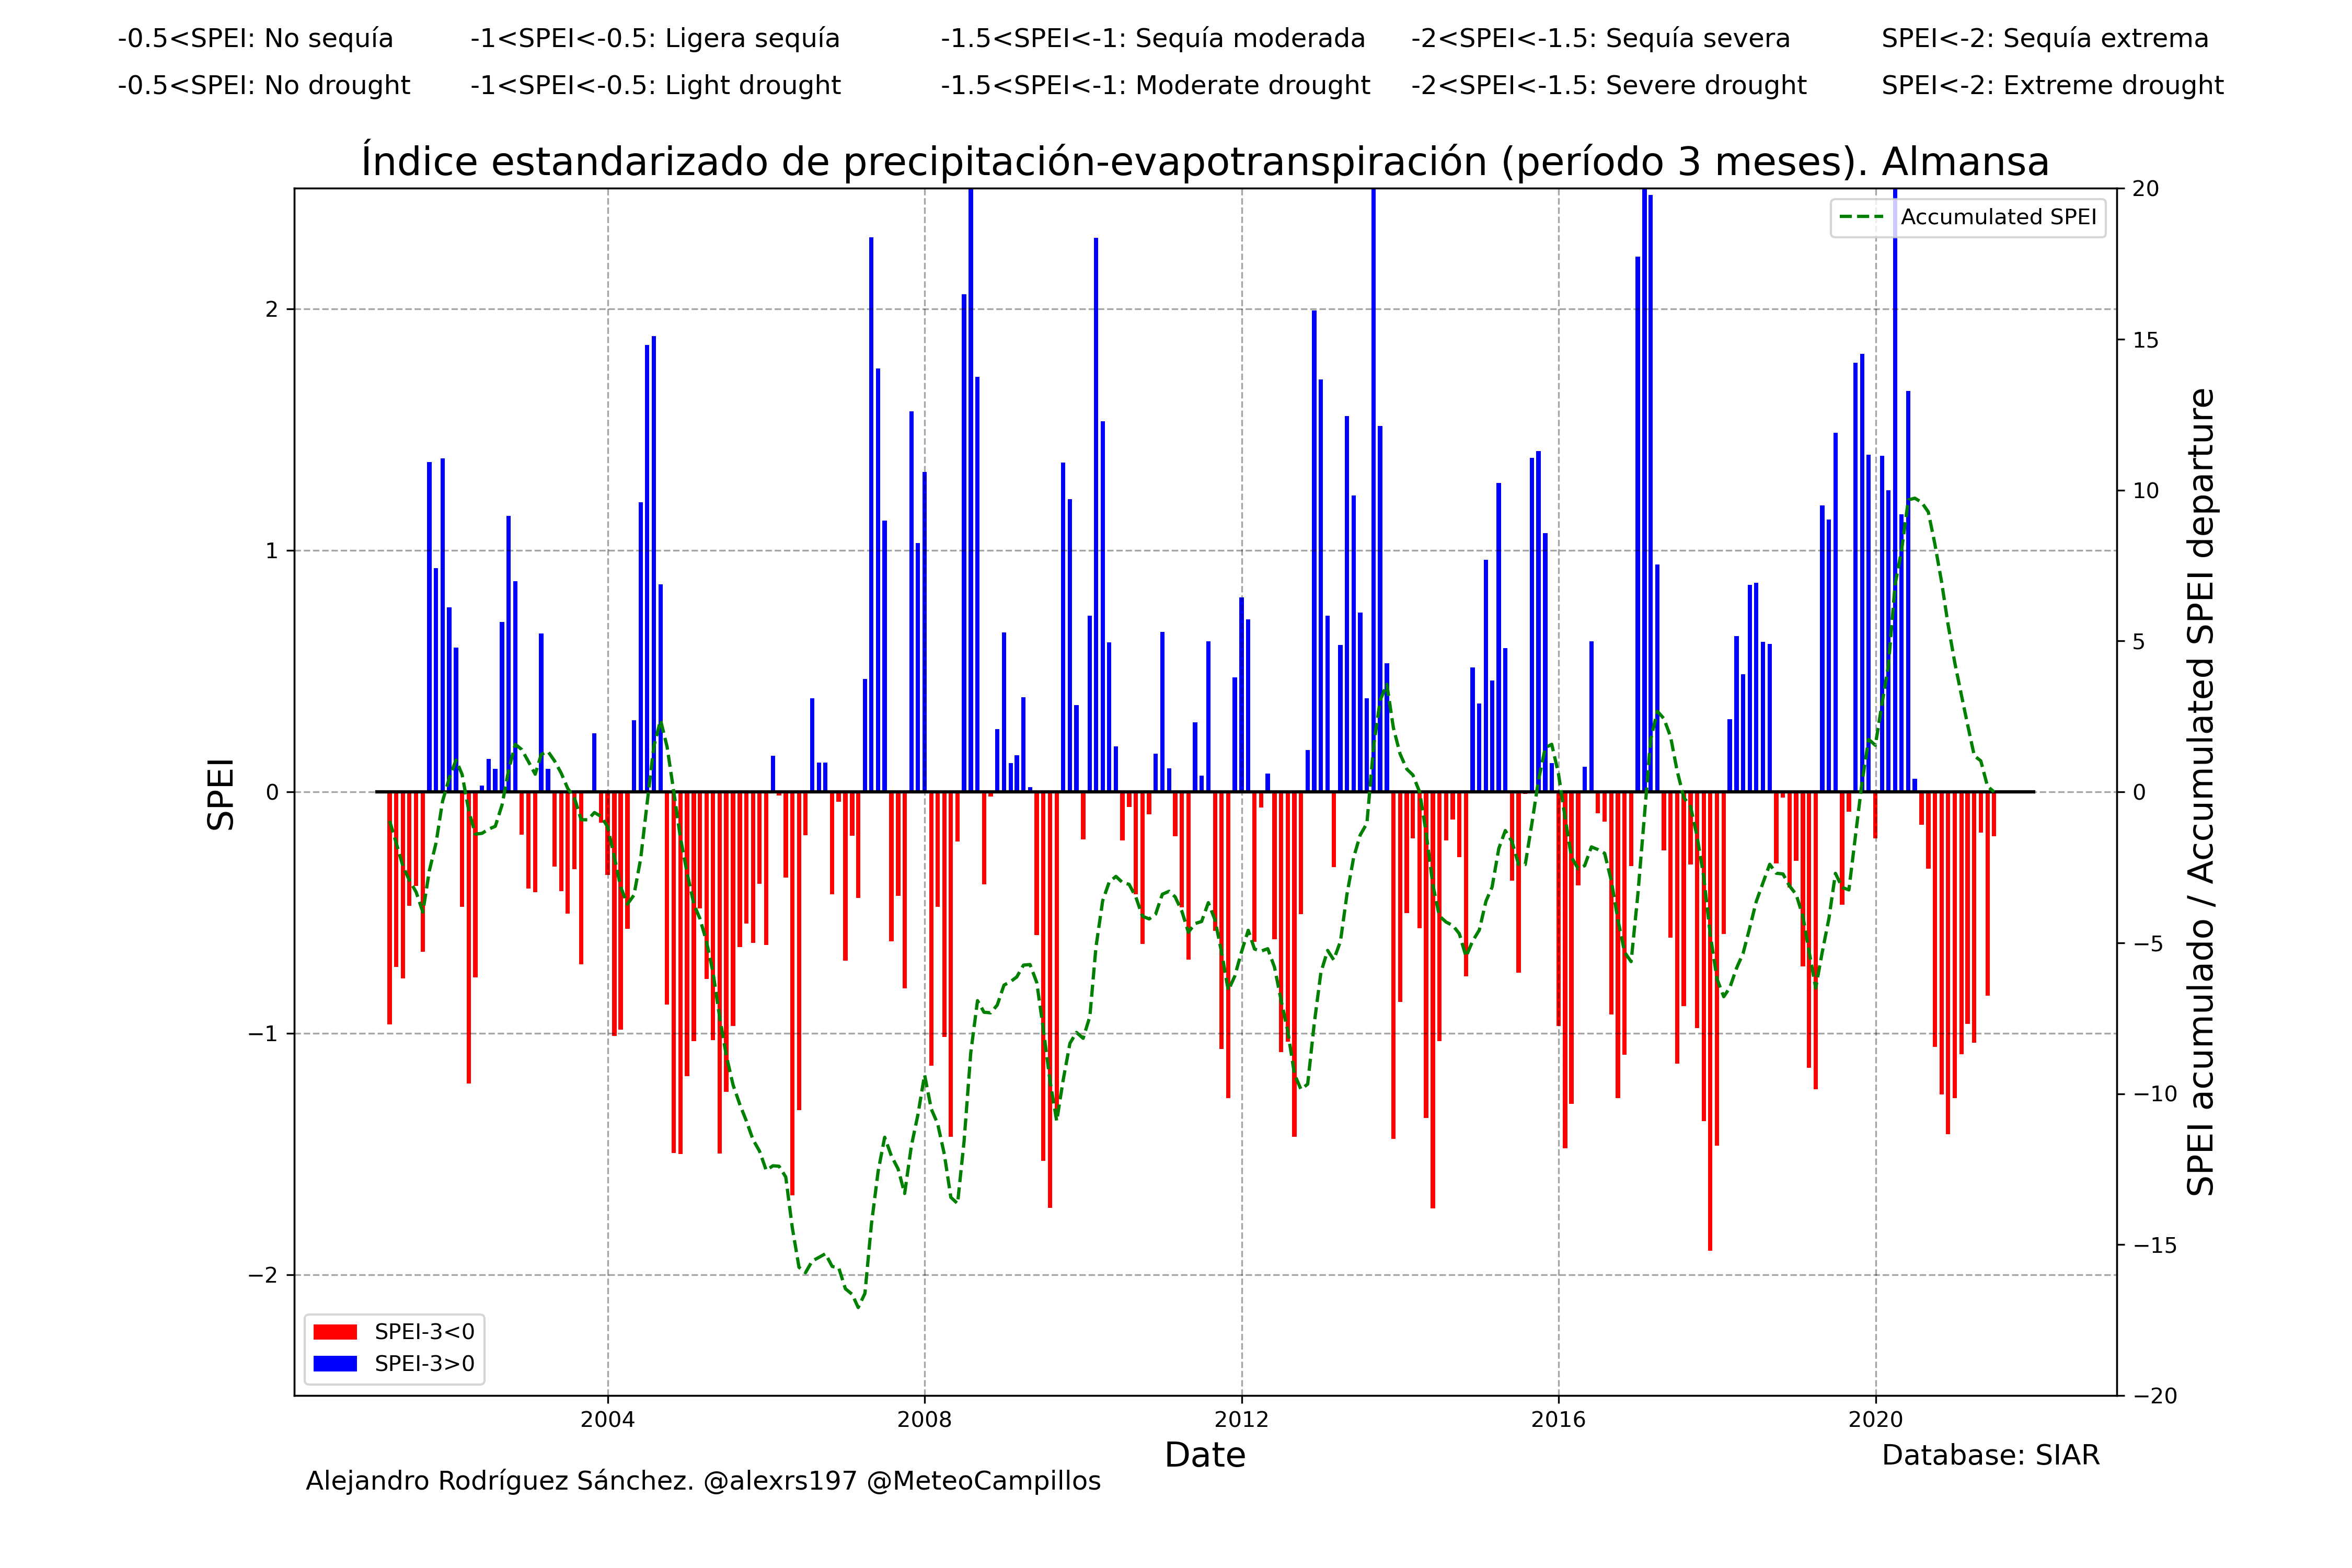 -0.5<SPEI: No sequía -1<SPEI<-0.5: Ligera sequía -1.5<SPEI<-1: Sequía moderada -2<SPEI<-1.5: Sequía severa SPEI<-2: Sequía extrema
-0.5<SPEI: No drought -1<SPEI<-0.5: Light drought -1.5<SPEI<-1: Moderate drought -2<SPEI<-1.5: Severe drought SPEI<-2: Extreme drought
Índice estandarizado de precipitación-evapotranspiración (período 3 meses). Almansa
Accumulated SPEI
SPEI
2
1
0
−1
−2
20
15
10
5
0
−5
−10
−15
−20
SPEI acumulado / Accumulated SPEI departure
SPEI-3<0
SPEI-3>0
2004 2008 2012 2016 2020
Date
Database: SIAR
Alejandro Rodríguez Sánchez. @alexrs197 @MeteoCampillos